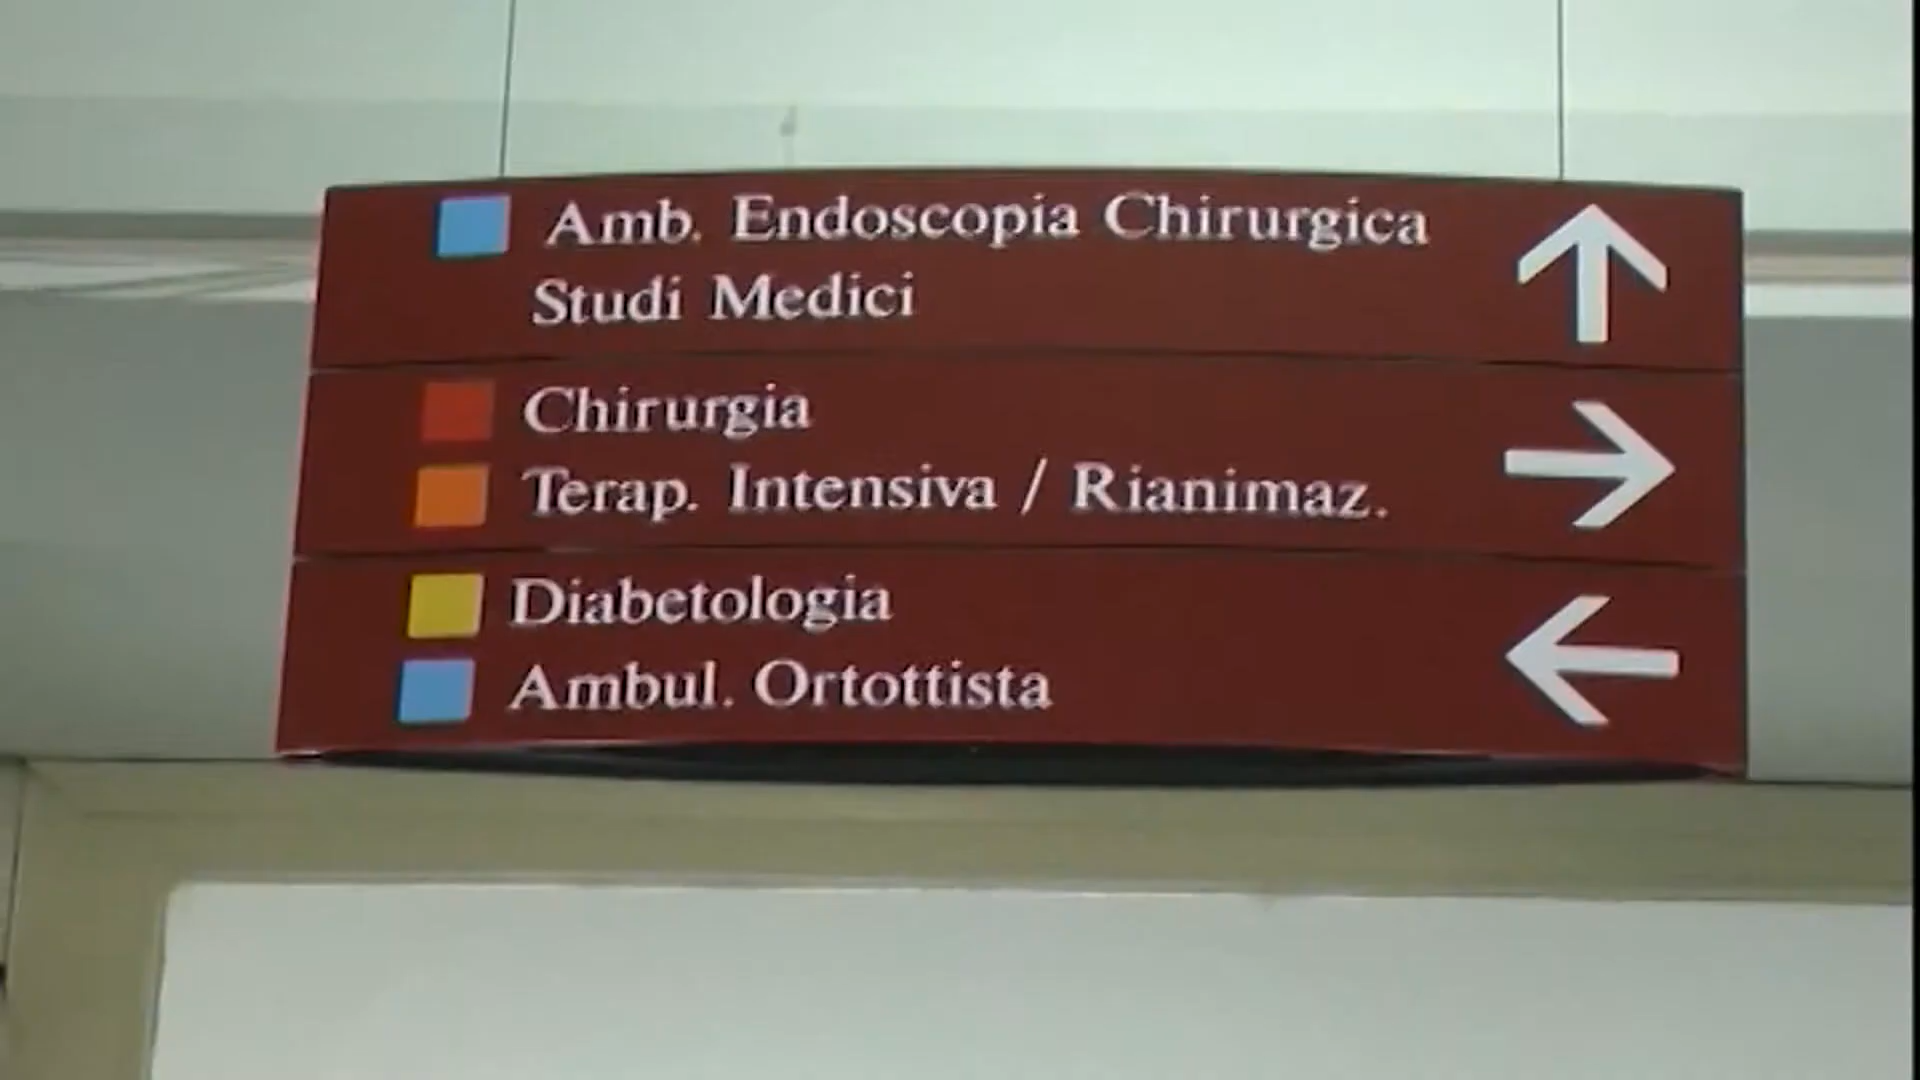 Amb. Endoscopia Chirurgica
Studi Medici
Chirurgia
Terap. Intensiva / Rianimaz.
Diabetologia
Ambul. Ortottista